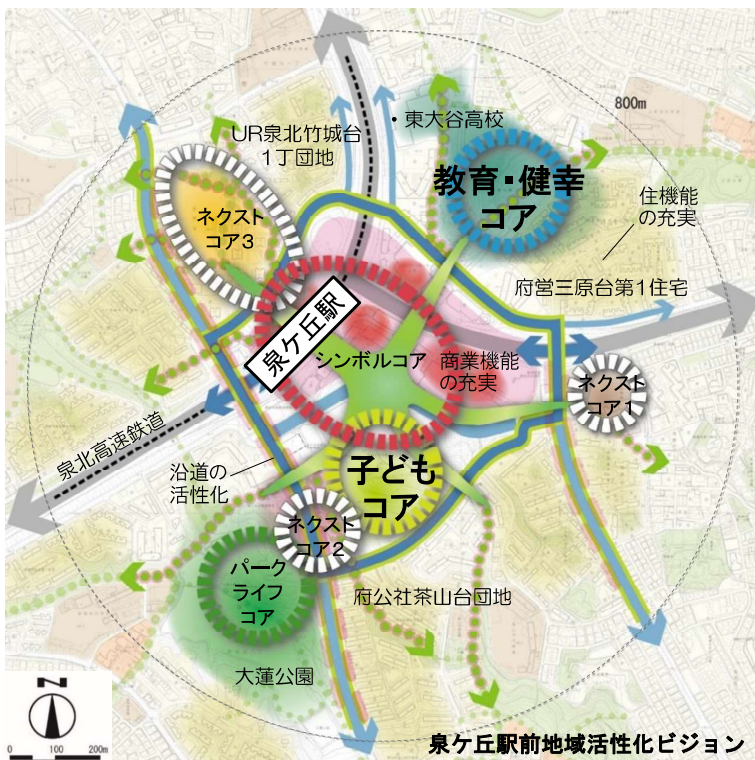 800m
・東大谷高校
UR泉北竹城台
1丁団地
教育・健幸
コア
住機能
の充実
ネクスト
コア3
府営三原台第1住宅
泉ケ丘駅
シンボルコア
商業機能
の充実
ネクスト
コア1
泉北高速鉄道
沿道の
活性化
子ども
コア
ネクスト
コア2
パーク
ライフ
コア
府公社茶山台団地
大蓮公園
N
0 100 200m
泉ケ丘駅前地域活性化ビジョン